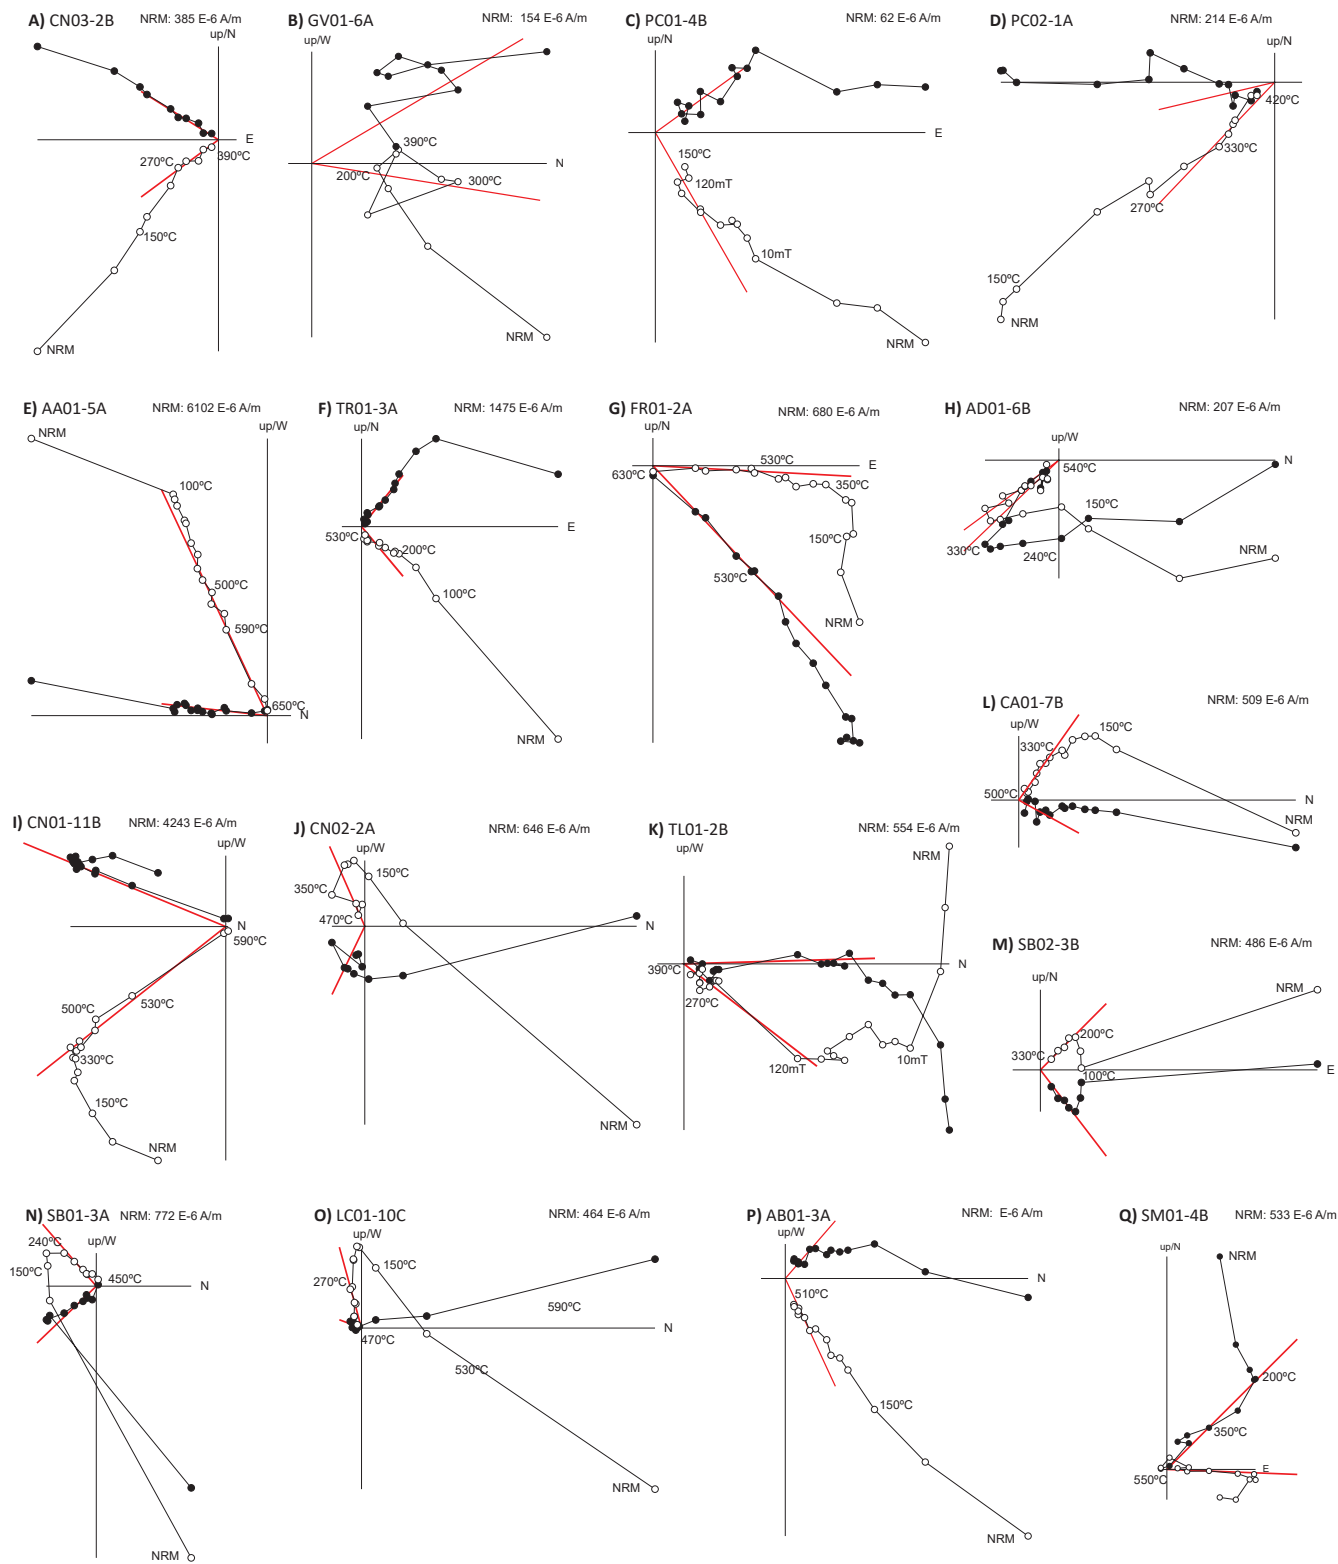 A) CN03-2B NRM: 385 E-6 A/m
up/N
E
270ºC
390ºC
150ºC
NRM
B) GV01-6A NRM: 154 E-6 A/m
up/W
390ºC
N
200ºC
300ºC
NRM
C) PC01-4B NRM: 62 E-6 A/m
up/N
E
150ºC
120mT
10mT
NRM
D) PC02-1A NRM: 214 E-6 A/m
up/N
420ºC
330ºC
270ºC
150ºC
NRM
E) AA01-5A NRM: 6102 E-6 A/m
up/W
NRM
100ºC
500ºC
590ºC
650ºC
N
F) TR01-3A NRM: 1475 E-6 A/m
up/N
E
530ºC
200ºC
100ºC
NRM
G) FR01-2A NRM: 680 E-6 A/m
up/N
530ºC
E
630ºC
350ºC
150ºC
530ºC
NRM
H) AD01-6B NRM: 207 E-6 A/m
up/W
N
540ºC
150ºC
330ºC
240ºC
NRM
L) CA01-7B NRM: 509 E-6 A/m
up/W
150ºC
330ºC
500ºC
N
NRM
I) CN01-11B NRM: 4243 E-6 A/m
up/W
N
590ºC
530ºC
500ºC
330ºC
150ºC
NRM
J) CN02-2A NRM: 646 E-6 A/m
up/W
150ºC
350ºC
470ºC
N
NRM
K) TL01-2B NRM: 554 E-6 A/m
up/W
NRM
N
390ºC
270ºC
120mT
10mT
M) SB02-3B NRM: 486 E-6 A/m
up/N
NRM
200ºC
330ºC
100ºC
E
N) SB01-3A NRM: 772 E-6 A/m
up/W
240ºC
150ºC
450ºC
N
NRM
O) LC01-10C NRM: 464 E-6 A/m
up/W
150ºC
270ºC
590ºC
N
470ºC
530ºC
NRM
P) AB01-3A NRM: E-6 A/m
up/W
N
510ºC
150ºC
NRM
Q) SM01-4B NRM: 533 E-6 A/m
up/N
NRM
200ºC
350ºC
E
550ºC